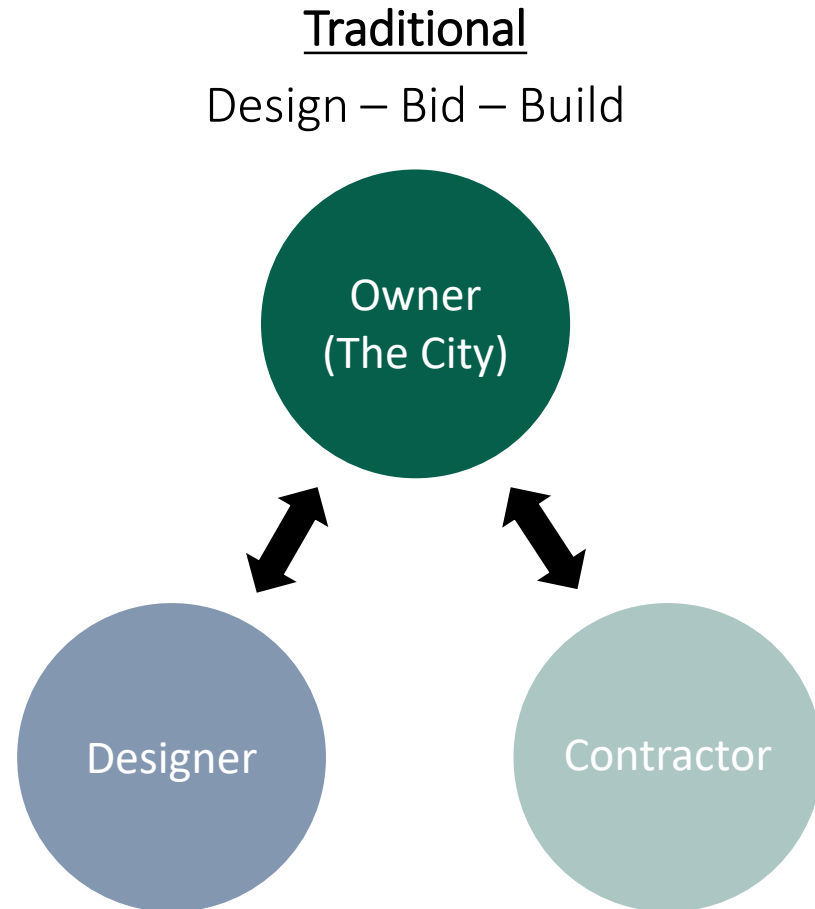 Traditional
Design – Bid – Build
Owner
(The City)
Designer
Contractor